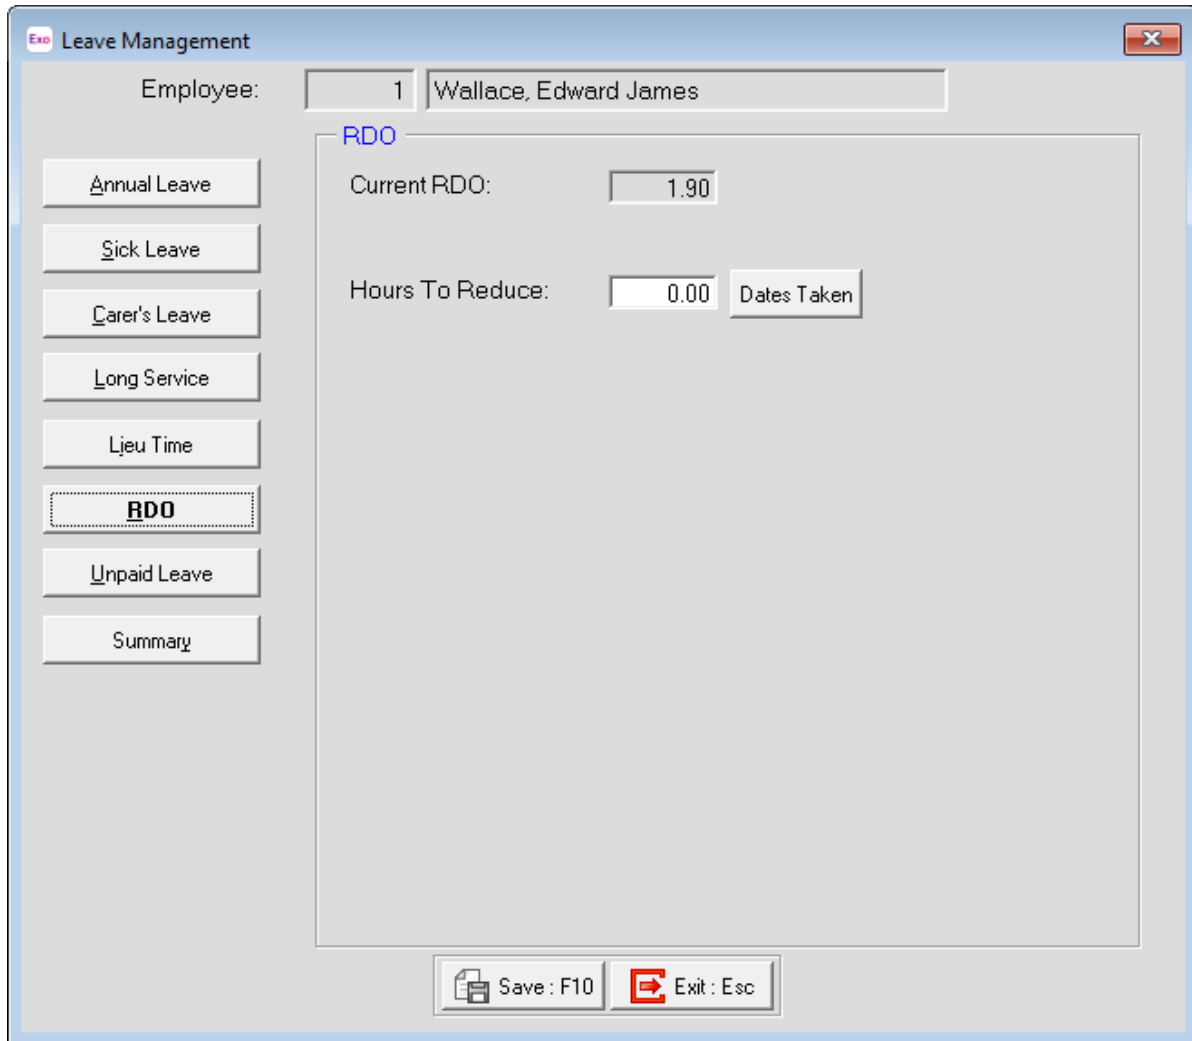 Exo Leave Management
Employee: 1 Wallace, Edward James
RDO
Annual Leave
Current RDO: 1.90
Sick Leave
Hours To Reduce: 0.00 Dates Taken
Carer's Leave
Long Service
Lieu Time
RDO
Unpaid Leave
Summary
Save : F10 Exit : Esc